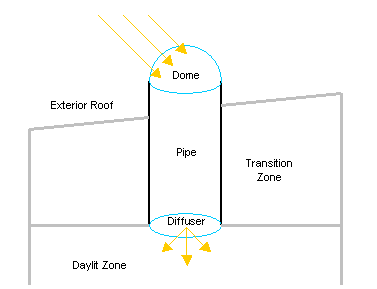 Dome
Exterior Roof
Pipe
Transition
Zone
Diffuser
Daylit Zone